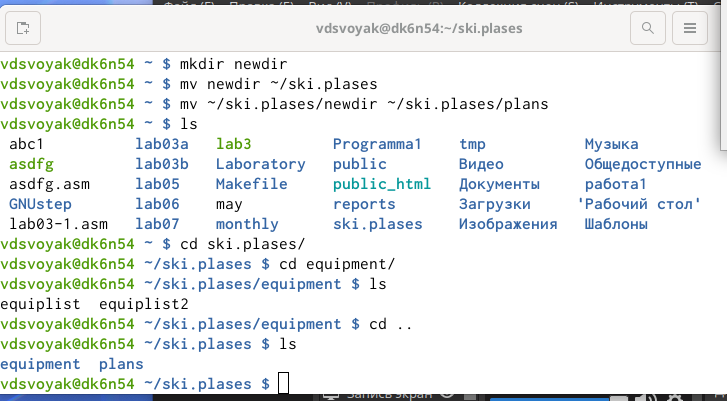 vdsvoyak@dk6n54:~/ski.plases
vdsvoyak@dk6n54 ~ $ mkdir newdir
vdsvoyak@dk6n54 ~ $ mv newdir ~/ski.plases
vdsvoyak@dk6n54 ~ $ mv ~/ski.plases/newdir ~/ski.plases/plans
vdsvoyak@dk6n54 ~ $ ls
abc1 lab03a lab3 Programma1 tmp Музыка
asdfg lab03b Laboratory public Видео Общедоступные
asdfg.asm lab05 Makefile public_html Документы работа1
GNUstep lab06 may reports Загрузки 'Рабочий стол'
lab03-1.asm lab07 monthly ski.plases Изображения Шаблоны
vdsvoyak@dk6n54 ~ $ cd ski.plases/
vdsvoyak@dk6n54 ~/ski.plases $ cd equipment/
vdsvoyak@dk6n54 ~/ski.plases/equipment $ ls
equiplist equiplist2
vdsvoyak@dk6n54 ~/ski.plases/equipment $ cd ..
vdsvoyak@dk6n54 ~/ski.plases $ ls
equipment plans
vdsvoyak@dk6n54 ~/ski.plases $
Запись экран